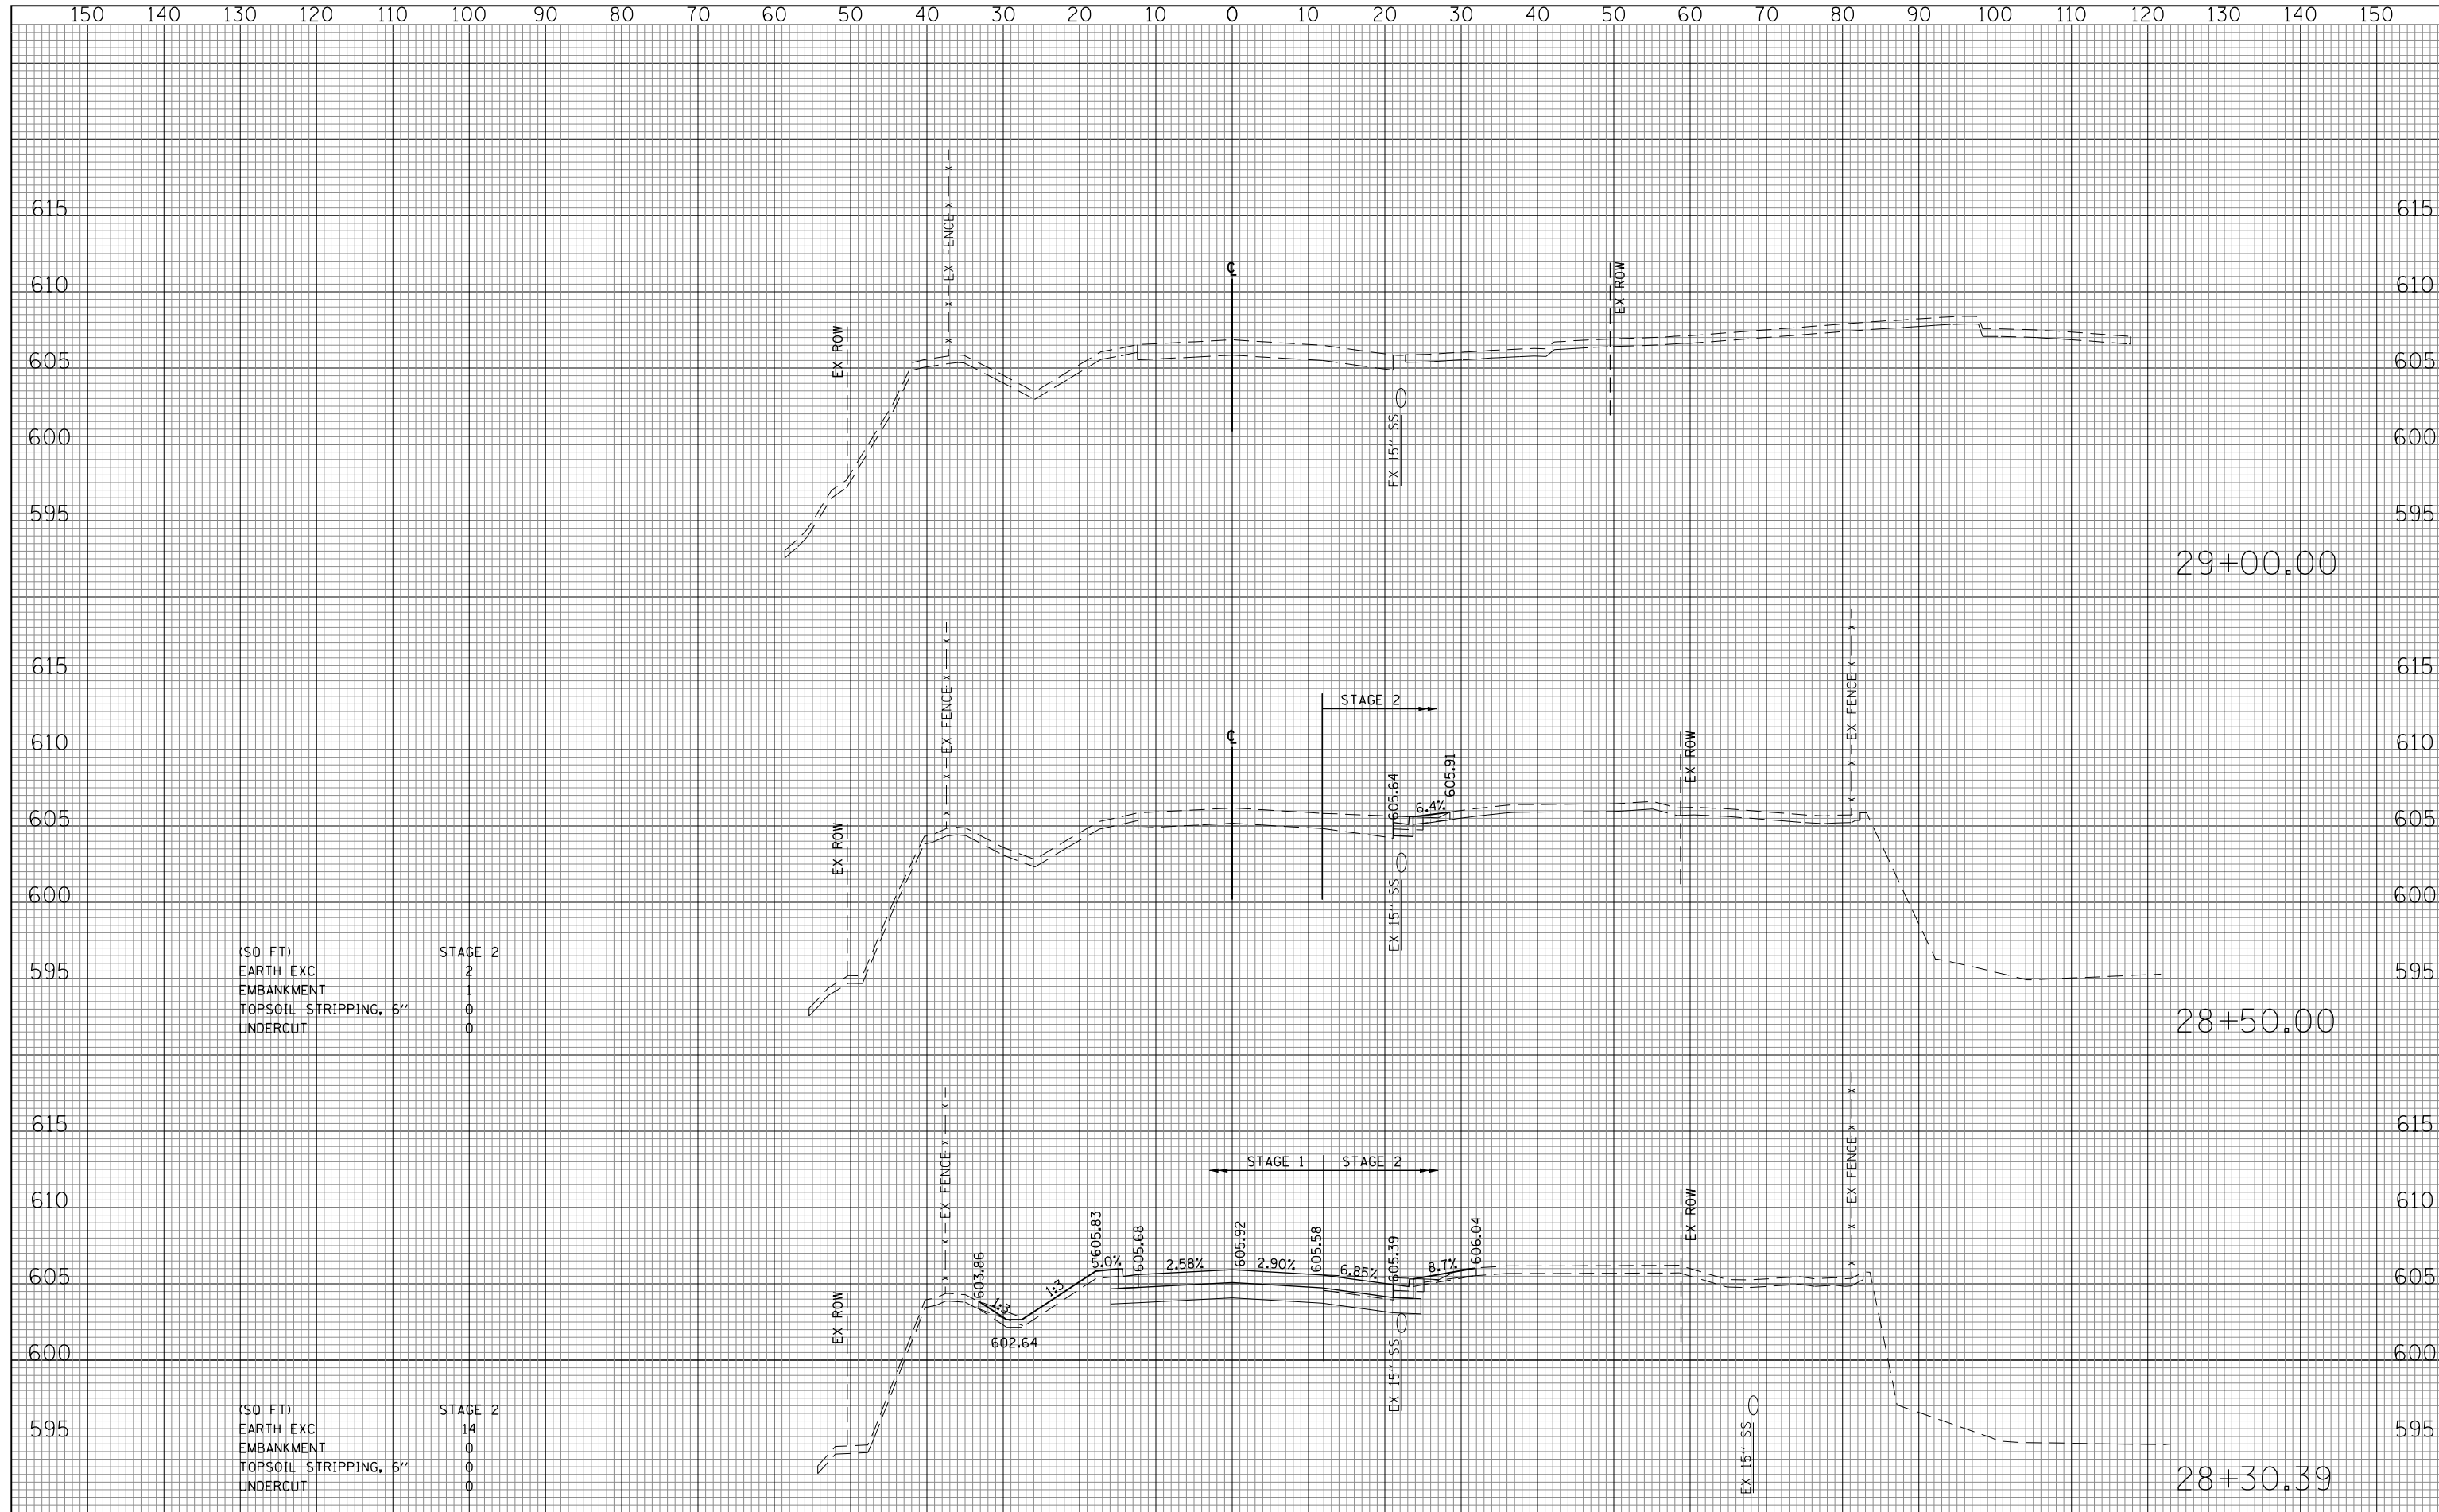 150 140 130 120 110 100 90 80 70 60 50 40 30 20 10 0 10 20 30 40 50 60 70 80 90 100 110 120 130 140 150
615 615
610 610
605 605
600 600
595 595
EX FENCE
EX ROW
℄
EX 15" SS
EX ROW
29+00.00
615 615
610 610
605 605
600 600
595 595
EX FENCE
EX ROW
℄
STAGE 2
605.64
6.4%
605.91
EX 15" SS
EX ROW
EX FENCE
(SQ FT) STAGE 2
EARTH EXC 2
EMBANKMENT 1
TOPSOIL STRIPPING, 6" 0
UNDERCUT 0
28+50.00
615 615
610 610
605 605
600 600
595 595
EX FENCE
EX ROW
STAGE 1 STAGE 2
603.86
1:3
602.64
1:3
605.83
5.0%
605.68
2.58%
605.92
2.90%
605.58
6.85%
605.39
8.7%
606.04
EX 15" SS
EX ROW
EX FENCE
EX 15" SS
(SQ FT) STAGE 2
EARTH EXC 14
EMBANKMENT 0
TOPSOIL STRIPPING, 6" 0
UNDERCUT 0
28+30.39